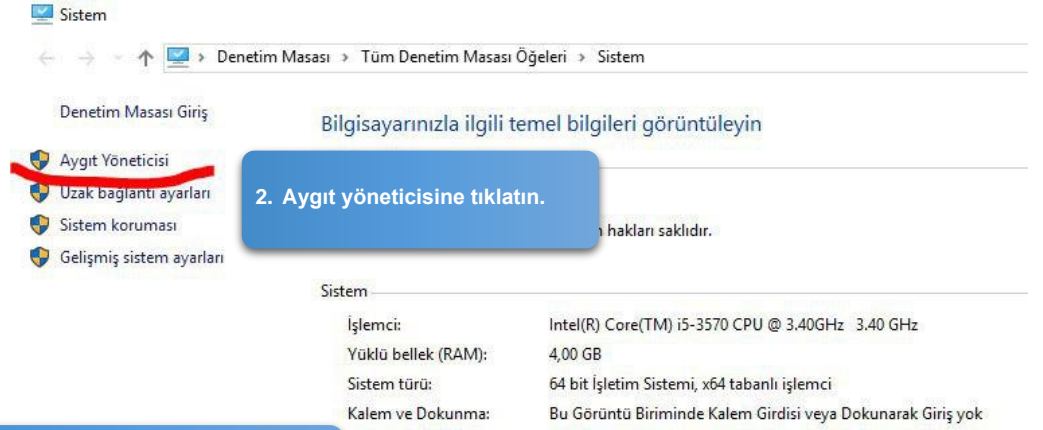 Sistem
Denetim Masası › Tüm Denetim Masası Öğeleri › Sistem
Denetim Masası Giriş
Bilgisayarınızla ilgili temel bilgileri görüntüleyin
Aygıt Yöneticisi
2. Aygıt yöneticisine tıklatın.
Uzak bağlantı ayarları
Sistem koruması
hakları saklıdır.
Gelişmiş sistem ayarları
Sistem
İşlemci: Intel(R) Core(TM) i5-3570 CPU @ 3.40GHz 3.40 GHz
Yüklü bellek (RAM): 4,00 GB
Sistem türü: 64 bit İşletim Sistemi, x64 tabanlı işlemci
Kalem ve Dokunma: Bu Görüntü Biriminde Kalem Girdisi veya Dokunarak Giriş yok